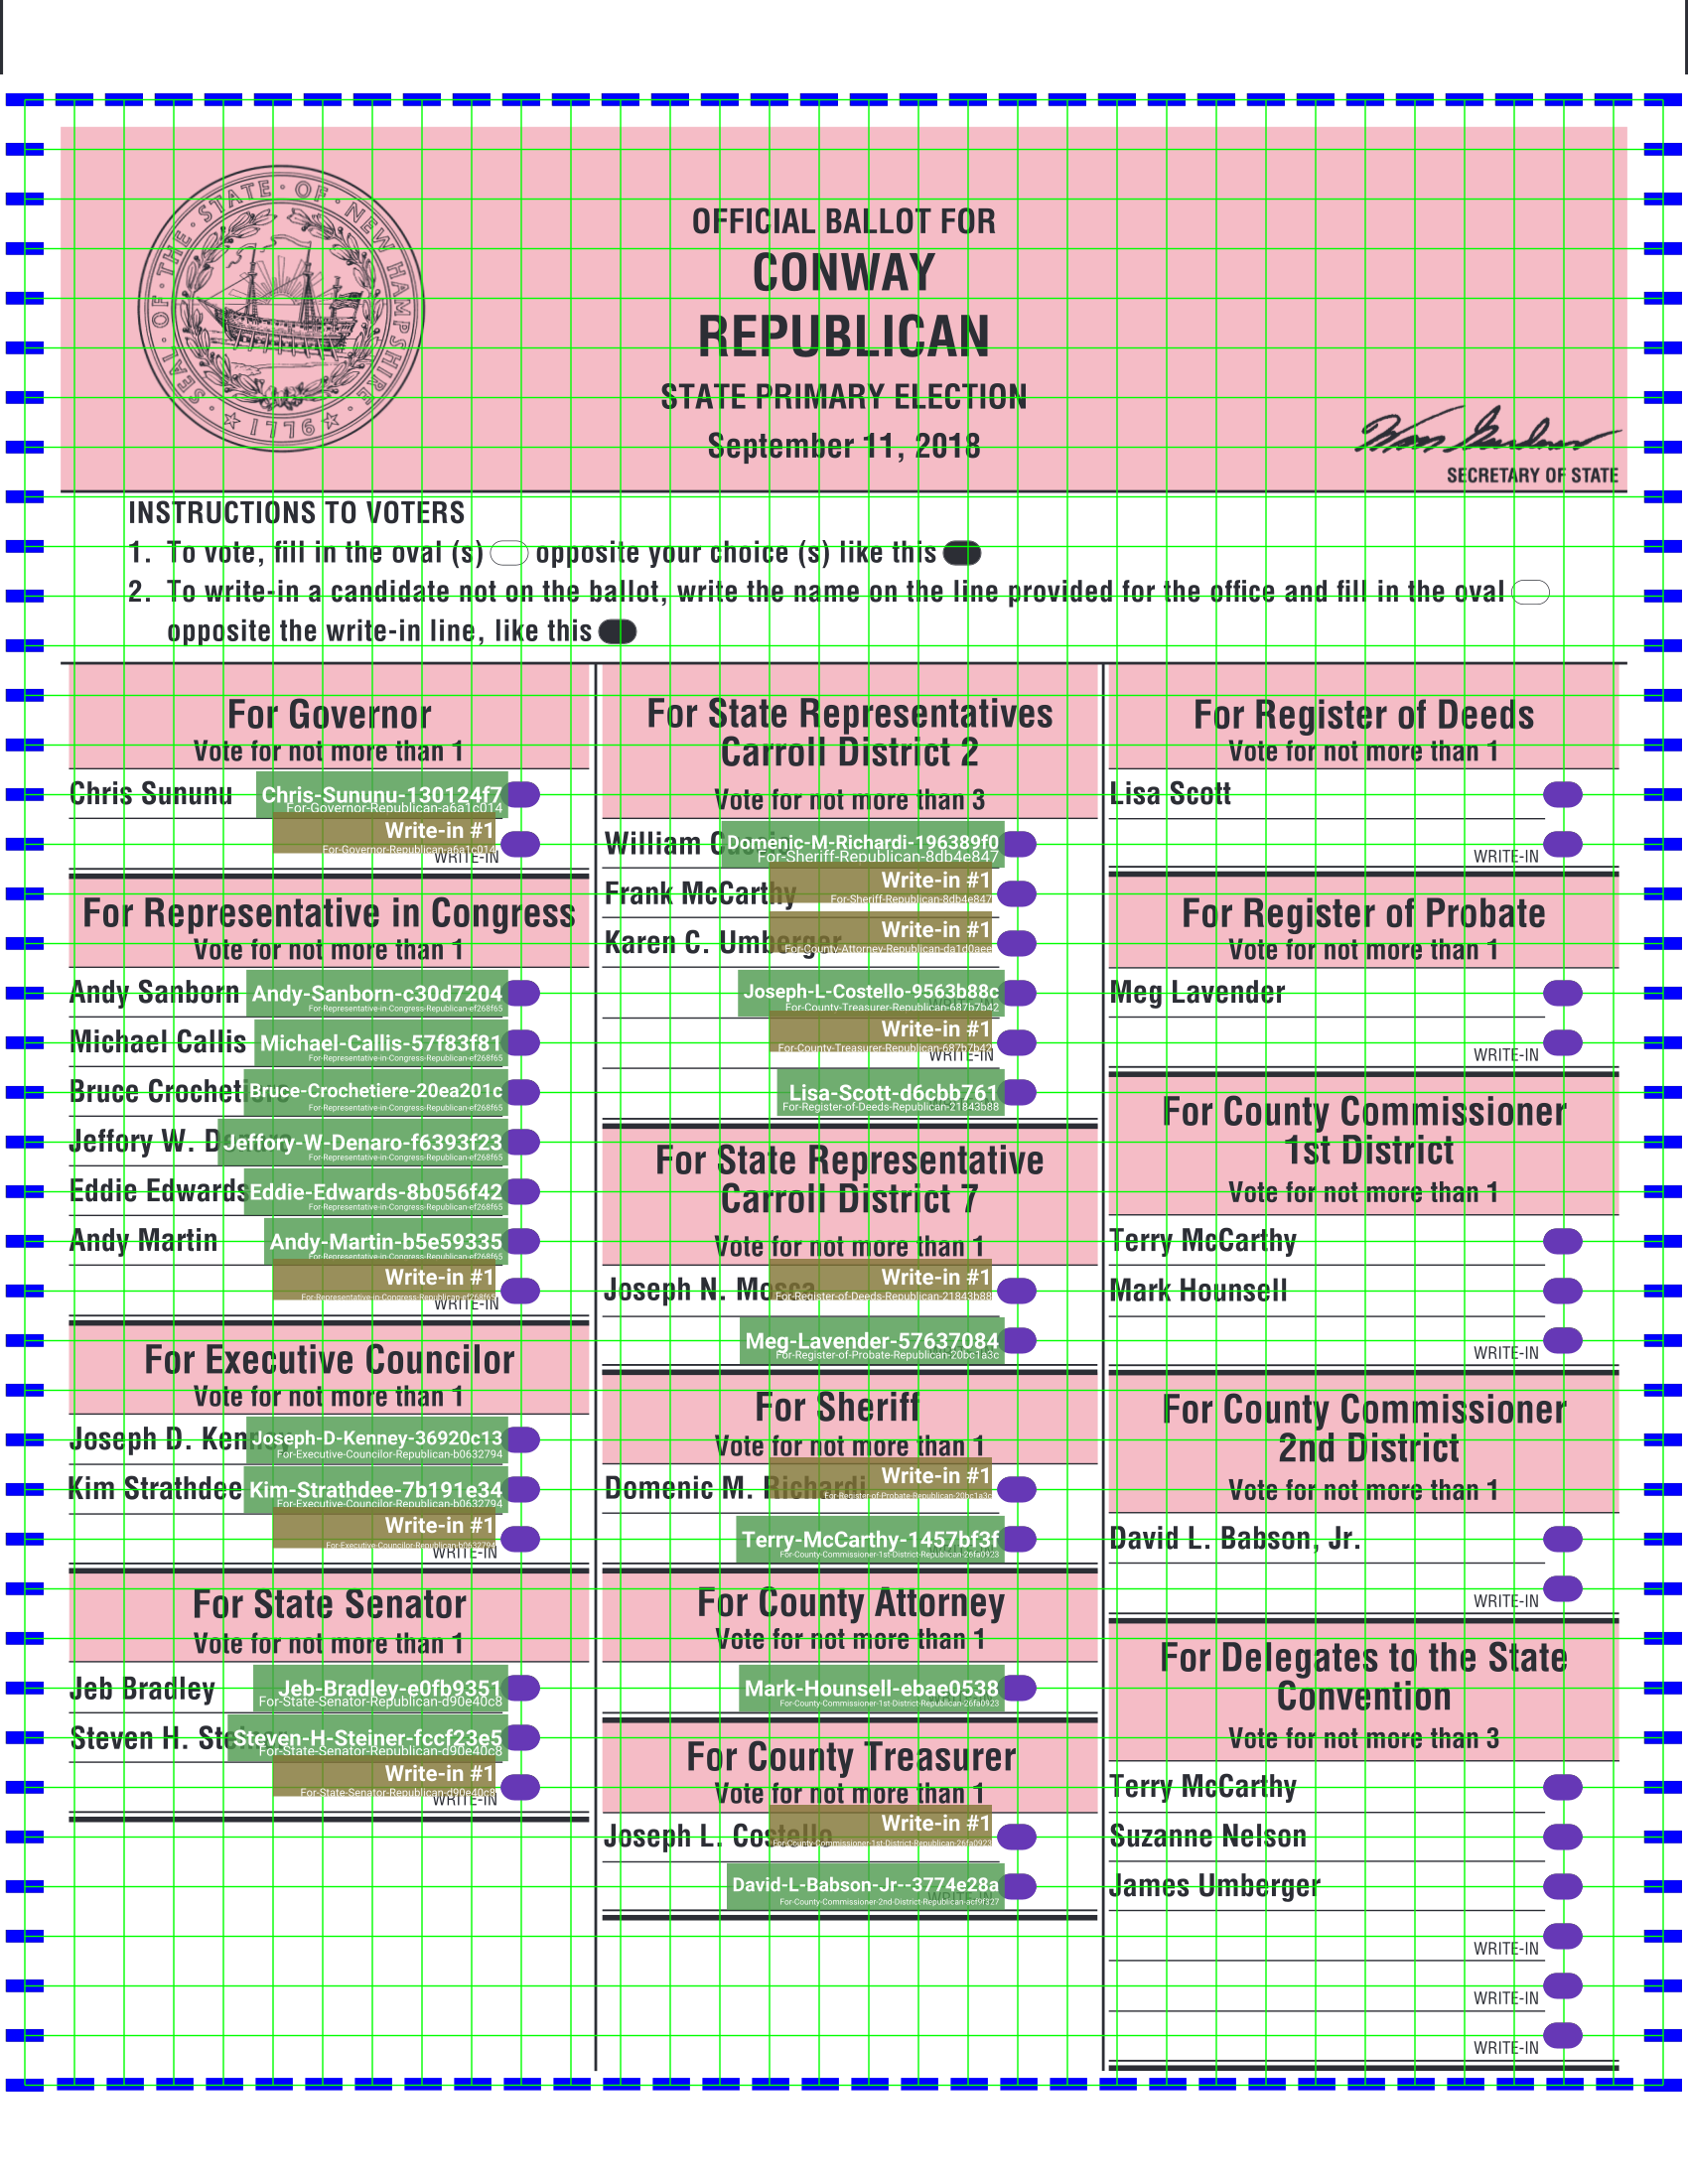 SEAL · OF · THE · STATE · OF · NEW HAMPSHIRE · 1776
OFFICIAL BALLOT FOR
CONWAY
REPUBLICAN
STATE PRIMARY ELECTION
September 11, 2018
SECRETARY OF STATE
INSTRUCTIONS TO VOTERS
1. To vote, fill in the oval (s) opposite your choice (s) like this
2. To write-in a candidate not on the ballot, write the name on the line provided for the office and fill in the oval
opposite the write-in line, like this
For Governor
Vote for not more than 1
Chris Sununu Chris-Sununu-130124f7
For-Governor-Republican-a6a1c014
Write-in #1
For-Governor-Republican-a6a1c014
WRITE-IN
For Representative in Congress
Vote for not more than 1
Andy Sanborn Andy-Sanborn-c30d7204
For-Representative-in-Congress-Republican-ef268f65
Michael Callis Michael-Callis-57f83f81
For-Representative-in-Congress-Republican-ef268f65
Bruce Crochetiere Bruce-Crochetiere-20ea201c
For-Representative-in-Congress-Republican-ef268f65
Jeffory W. Denaro Jeffory-W-Denaro-f6393f23
For-Representative-in-Congress-Republican-ef268f65
Eddie Edwards Eddie-Edwards-8b056f42
For-Representative-in-Congress-Republican-ef268f65
Andy Martin Andy-Martin-b5e59335
For-Representative-in-Congress-Republican-ef268f65
Write-in #1
For-Representative-in-Congress-Republican-ef268f65
WRITE-IN
For Executive Councilor
Vote for not more than 1
Joseph D. Kenney Joseph-D-Kenney-36920c13
For-Executive-Councilor-Republican-b0632794
Kim Strathdee Kim-Strathdee-7b191e34
For-Executive-Councilor-Republican-b0632794
Write-in #1
For-Executive-Councilor-Republican-b0632794
WRITE-IN
For State Senator
Vote for not more than 1
Jeb Bradley Jeb-Bradley-e0fb9351
For-State-Senator-Republican-d90e40c8
Steven H. Steiner Steven-H-Steiner-fccf23e5
For-State-Senator-Republican-d90e40c8
Write-in #1
For-State-Senator-Republican-d90e40c8
WRITE-IN
For State Representatives
Carroll District 2
Vote for not more than 3
William Domenic-M-Richardi-196389f0
For-Sheriff-Republican-8db4e847
Frank McCarthy Write-in #1
For-Sheriff-Republican-8db4e847
Karen C. Umberger Write-in #1
For-County-Attorney-Republican-da1d0aee
Joseph-L-Costello-9563b88c
For-County-Treasurer-Republican-687b7b42
Write-in #1
For-County-Treasurer-Republican-687b7b42
WRITE-IN
Lisa-Scott-d6cbb761
For-Register-of-Deeds-Republican-21843b88
For State Representative
Carroll District 7
Vote for not more than 1
Joseph N. Mosca Write-in #1
For-Register-of-Deeds-Republican-21843b88
Meg-Lavender-57637084
For-Register-of-Probate-Republican-20bc1a3c
For Sheriff
Vote for not more than 1
Domenic M. Richardi Write-in #1
For-Register-of-Probate-Republican-20bc1a3c
Terry-McCarthy-1457bf3f
For-County-Commissioner-1st-District-Republican-26fa0923
For County Attorney
Vote for not more than 1
Mark-Hounsell-ebae0538
For-County-Commissioner-1st-District-Republican-26fa0923
For County Treasurer
Vote for not more than 1
Joseph L. Costello Write-in #1
For-County-Commissioner-1st-District-Republican-26fa0923
David-L-Babson-Jr--3774e28a
WRITE-IN
For-County-Commissioner-2nd-District-Republican-acf9f327
For Register of Deeds
Vote for not more than 1
Lisa Scott
WRITE-IN
For Register of Probate
Vote for not more than 1
Meg Lavender
WRITE-IN
For County Commissioner
1st District
Vote for not more than 1
Terry McCarthy
Mark Hounsell
WRITE-IN
For County Commissioner
2nd District
Vote for not more than 1
David L. Babson, Jr.
WRITE-IN
For Delegates to the State
Convention
Vote for not more than 3
Terry McCarthy
Suzanne Nelson
James Umberger
WRITE-IN
WRITE-IN
WRITE-IN